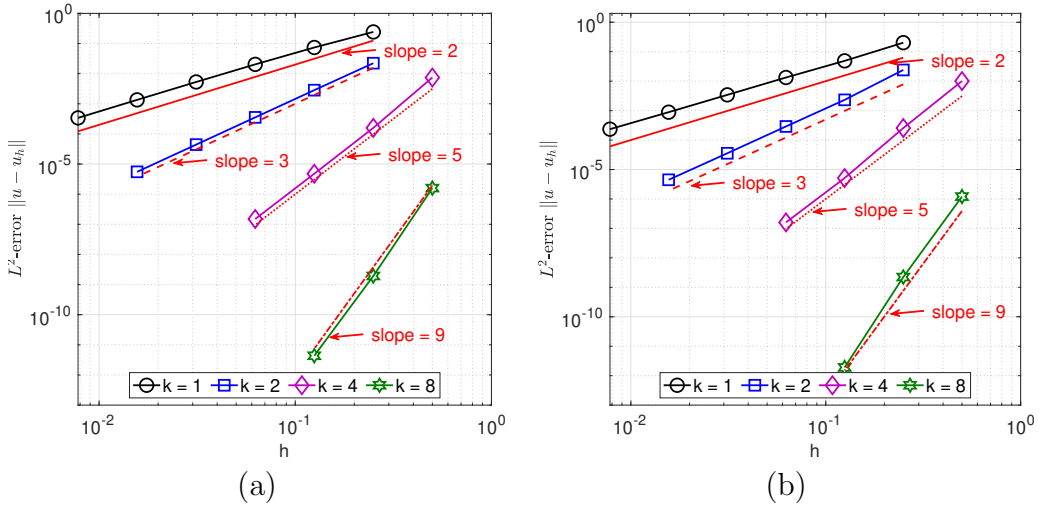 10^0
10^-5
10^-10
L^2-error ||u − u_h||
slope = 2
slope = 3
slope = 5
slope = 9
k = 1 k = 2 k = 4 k = 8
10^-2 10^-1 10^0
h
(a)
10^0
10^-5
10^-10
L^2-error ||u − u_h||
slope = 2
slope = 3
slope = 5
slope = 9
k = 1 k = 2 k = 4 k = 8
10^-2 10^-1 10^0
h
(b)